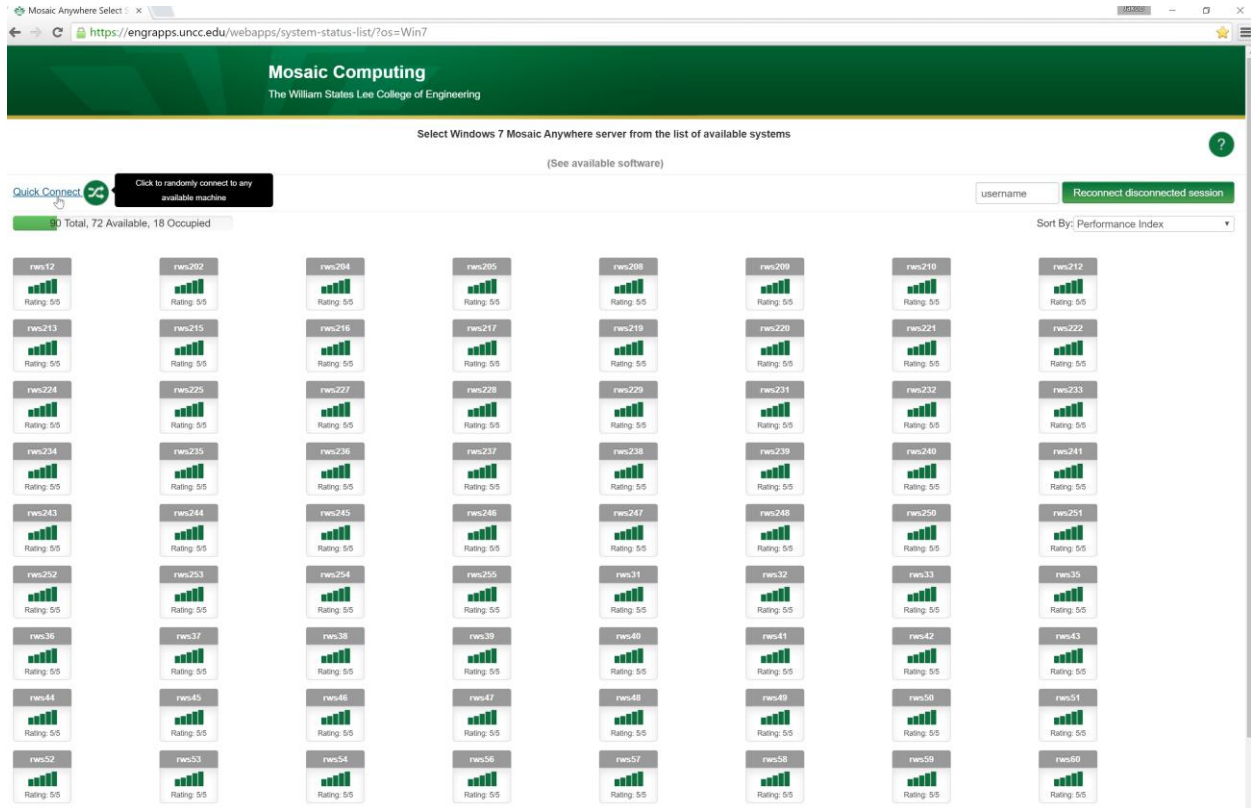 Mosaic Anywhere Select S
https://engrapps.uncc.edu/webapps/system-status-list/?os=Win7
Mosaic Computing
The William States Lee College of Engineering
Select Windows 7 Mosaic Anywhere server from the list of available systems
?
(See available software)
Quick Connect
Click to randomly connect to any
available machine
username
Reconnect disconnected session
90 Total, 72 Available, 18 Occupied
Sort By: Performance Index
rws12 rws202 rws204 rws205 rws208 rws209 rws210 rws212
Rating: 5/5 Rating: 5/5 Rating: 5/5 Rating: 5/5 Rating: 5/5 Rating: 5/5 Rating: 5/5 Rating: 5/5
rws213 rws215 rws216 rws217 rws219 rws220 rws221 rws222
Rating: 5/5 Rating: 5/5 Rating: 5/5 Rating: 5/5 Rating: 5/5 Rating: 5/5 Rating: 5/5 Rating: 5/5
rws224 rws225 rws227 rws228 rws229 rws231 rws232 rws233
Rating: 5/5 Rating: 5/5 Rating: 5/5 Rating: 5/5 Rating: 5/5 Rating: 5/5 Rating: 5/5 Rating: 5/5
rws234 rws235 rws236 rws237 rws238 rws239 rws240 rws241
Rating: 5/5 Rating: 5/5 Rating: 5/5 Rating: 5/5 Rating: 5/5 Rating: 5/5 Rating: 5/5 Rating: 5/5
rws243 rws244 rws245 rws246 rws247 rws248 rws250 rws251
Rating: 5/5 Rating: 5/5 Rating: 5/5 Rating: 5/5 Rating: 5/5 Rating: 5/5 Rating: 5/5 Rating: 5/5
rws252 rws253 rws254 rws255 rws31 rws32 rws33 rws35
Rating: 5/5 Rating: 5/5 Rating: 5/5 Rating: 5/5 Rating: 5/5 Rating: 5/5 Rating: 5/5 Rating: 5/5
rws36 rws37 rws38 rws39 rws40 rws41 rws42 rws43
Rating: 5/5 Rating: 5/5 Rating: 5/5 Rating: 5/5 Rating: 5/5 Rating: 5/5 Rating: 5/5 Rating: 5/5
rws44 rws45 rws46 rws47 rws48 rws49 rws50 rws51
Rating: 5/5 Rating: 5/5 Rating: 5/5 Rating: 5/5 Rating: 5/5 Rating: 5/5 Rating: 5/5 Rating: 5/5
rws52 rws53 rws54 rws56 rws57 rws58 rws59 rws60
Rating: 5/5 Rating: 5/5 Rating: 5/5 Rating: 5/5 Rating: 5/5 Rating: 5/5 Rating: 5/5 Rating: 5/5